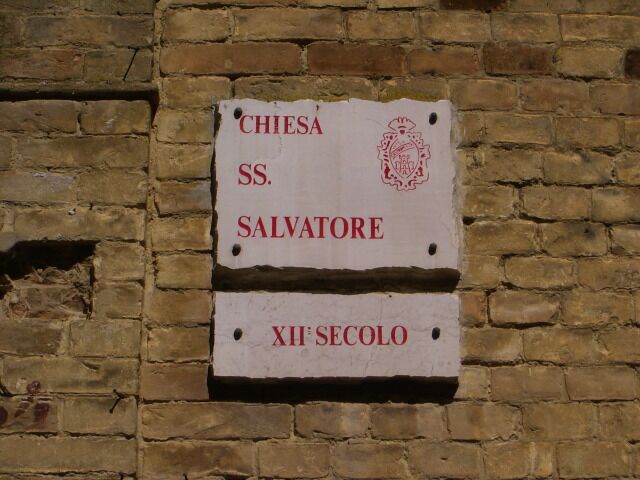 CHIESA
SS.
SALVATORE
XII° SECOLO